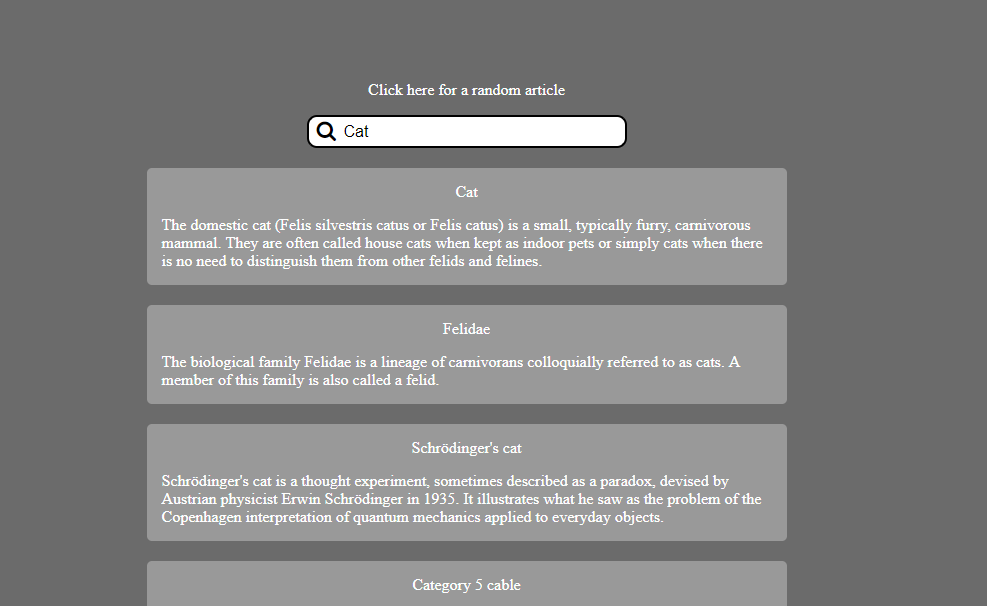 Click here for a random article
Cat
Cat
The domestic cat (Felis silvestris catus or Felis catus) is a small, typically furry, carnivorous
mammal. They are often called house cats when kept as indoor pets or simply cats when there
is no need to distinguish them from other felids and felines.
Felidae
The biological family Felidae is a lineage of carnivorans colloquially referred to as cats. A
member of this family is also called a felid.
Schrödinger's cat
Schrödinger's cat is a thought experiment, sometimes described as a paradox, devised by
Austrian physicist Erwin Schrödinger in 1935. It illustrates what he saw as the problem of the
Copenhagen interpretation of quantum mechanics applied to everyday objects.
Category 5 cable